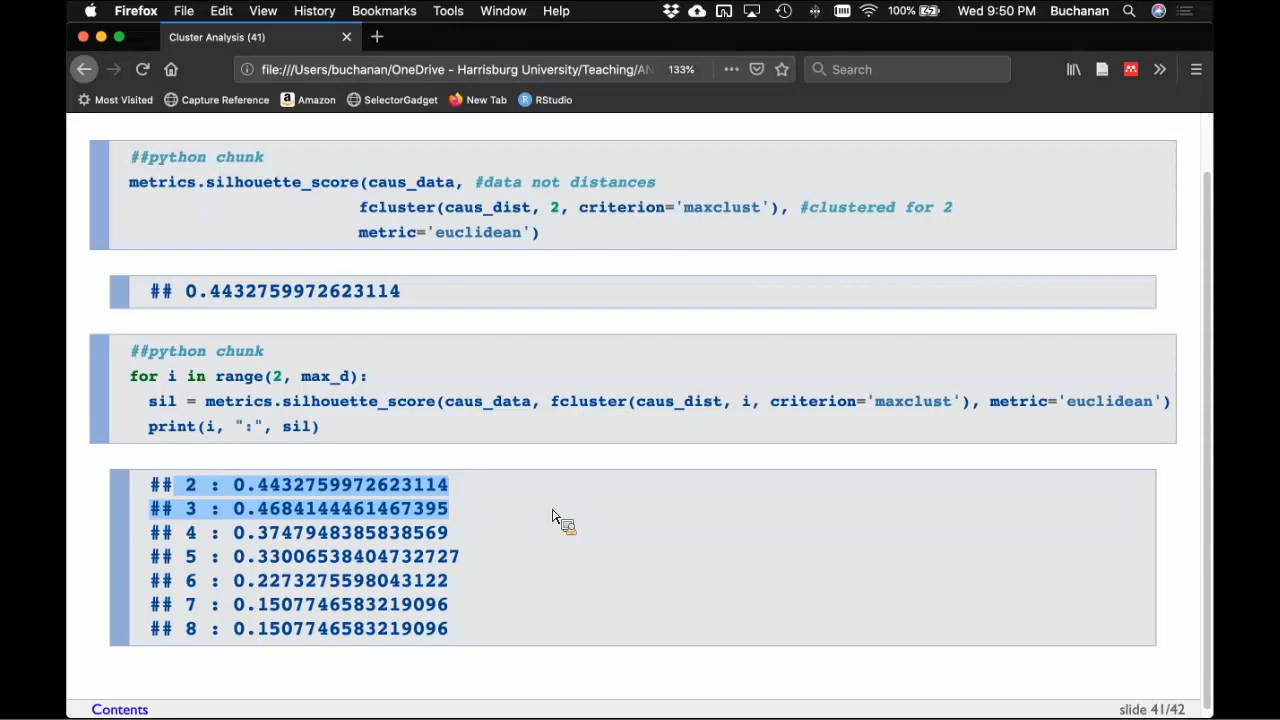 Firefox File Edit View History Bookmarks Tools Window Help 100% Wed 9:50 PM Buchanan
Cluster Analysis (41)
file:///Users/buchanan/OneDrive - Harrisburg University/Teaching/AN 133% Search
Most Visited Capture Reference Amazon SelectorGadget New Tab RStudio
##python chunk
metrics.silhouette_score(caus_data, #data not distances
fcluster(caus_dist, 2, criterion='maxclust'), #clustered for 2
metric='euclidean')
## 0.4432759972623114
##python chunk
for i in range(2, max_d):
sil = metrics.silhouette_score(caus_data, fcluster(caus_dist, i, criterion='maxclust'), metric='euclidean')
print(i, ":", sil)
## 2 : 0.4432759972623114
## 3 : 0.4684144461467395
## 4 : 0.3747948385838569
## 5 : 0.33006538404732727
## 6 : 0.2273275598043122
## 7 : 0.1507746583219096
## 8 : 0.1507746583219096
Contents slide 41/42